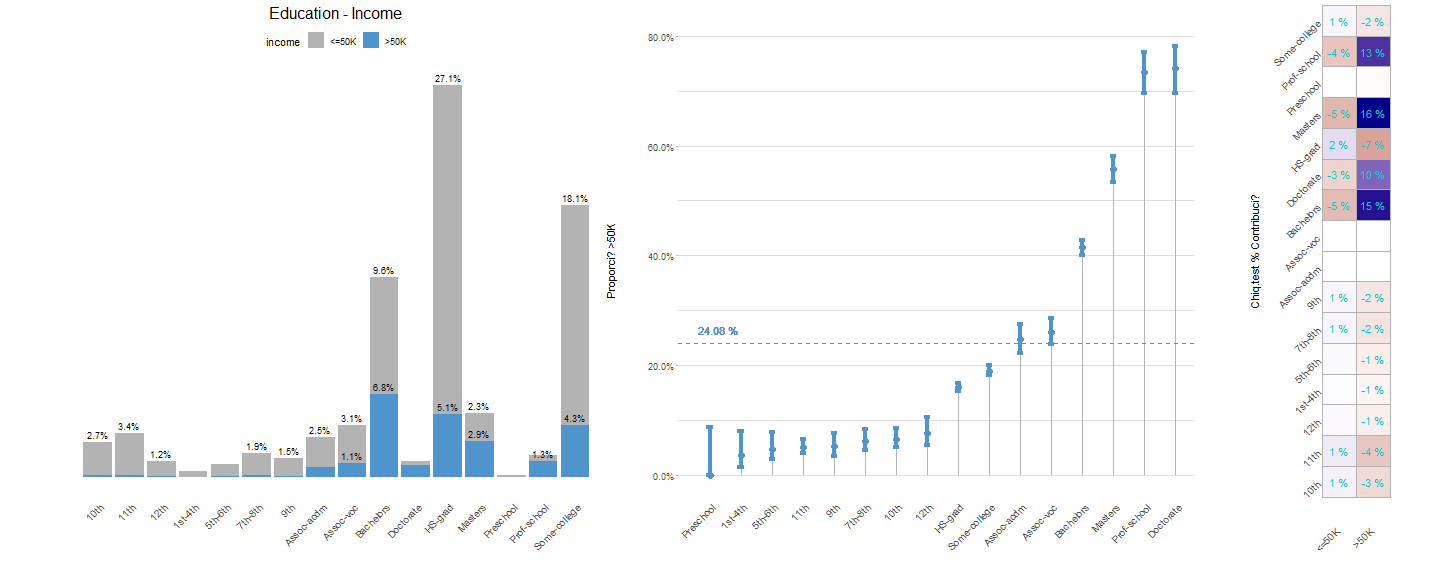 Education - Income
income <=50K >50K
27.1%
18.1%
9.6%
6.8%
5.1%
4.3%
2.7%
3.4%
1.2%
1.9%
1.5%
2.5%
3.1%
1.1%
2.3%
2.9%
1.3%
10th
11th
12th
1st-4th
5th-6th
7th-8th
9th
Assoc-acdm
Assoc-voc
Bachelors
Doctorate
HS-grad
Masters
Preschool
Prof-school
Some-college
Proporci? >50K
80.0%
60.0%
40.0%
20.0%
0.0%
24.08 %
Preschool
1st-4th
5th-6th
11th
9th
7th-8th
10th
12th
HS-grad
Some-college
Assoc-acdm
Assoc-voc
Bachelors
Masters
Prof-school
Doctorate
Chiq.test % Contribuci?
Some-college 1 % -2 %
Prof-school -4 % 13 %
Preschool
Masters -5 % 16 %
HS-grad 2 % -7 %
Doctorate -3 % 10 %
Bachelors -5 % 15 %
Assoc-voc
Assoc-acdm
9th 1 % -2 %
7th-8th 1 % -2 %
5th-6th -1 %
1st-4th -1 %
12th -1 %
11th 1 % -4 %
10th 1 % -3 %
<=50K
>50K